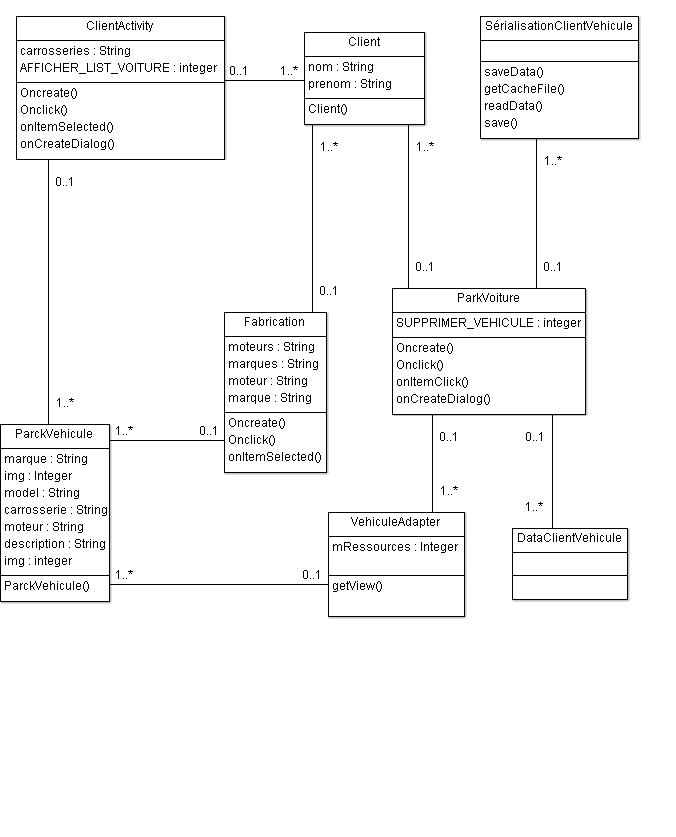 ClientActivity
carrosseries : String
AFFICHER_LIST_VOITURE : integer
Oncreate()
Onclick()
onItemSelected()
onCreateDialog()
0..1
1..*
Client
nom : String
prenom : String
Client()
SérialisationClientVehicule
saveData()
getCacheFile()
readData()
save()
1..*
1..*
1..*
0..1
0..1
0..1
0..1
ParkVoiture
SUPPRIMER_VEHICULE : integer
Oncreate()
Onclick()
onItemClick()
onCreateDialog()
Fabrication
moteurs : String
marques : String
moteur : String
marque : String
Oncreate()
Onclick()
onItemSelected()
1..*
ParckVehicule
marque : String
img : Integer
model : String
carrosserie : String
moteur : String
description : String
img : integer
ParckVehicule()
1..*
0..1
0..1
0..1
1..*
1..*
VehiculeAdapter
mRessources : Integer
getView()
DataClientVehicule
1..*
0..1